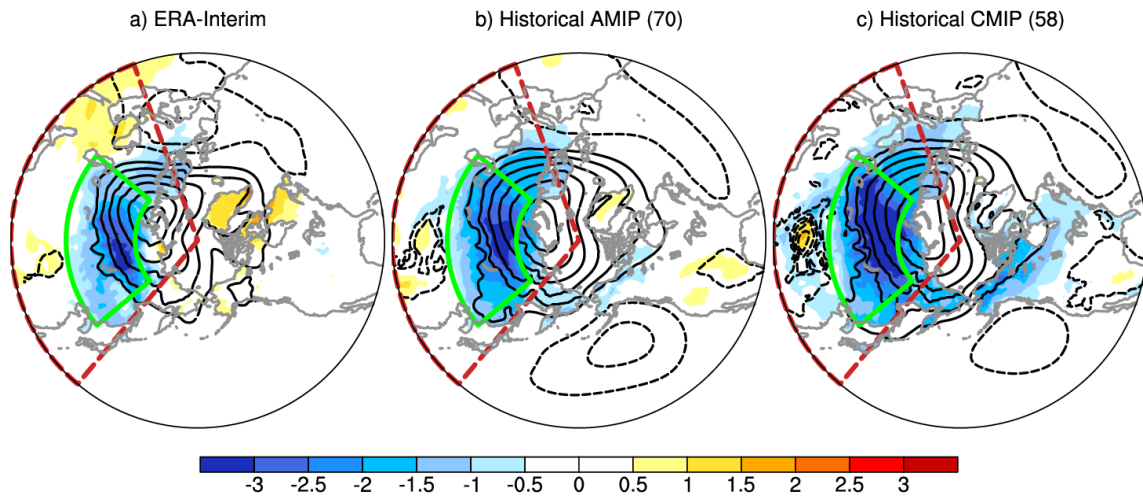 a) ERA-Interim
b) Historical AMIP (70)
c) Historical CMIP (58)
-3 -2.5 -2 -1.5 -1 -0.5 0 0.5 1 1.5 2 2.5 3